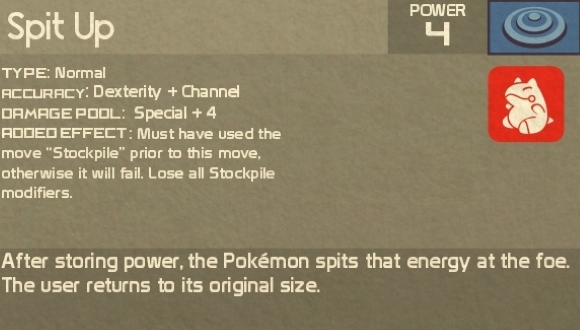 Spit Up
POWER
4
TYPE: Normal
ACCURACY: Dexterity + Channel
DAMAGE POOL: Special + 4
ADDED EFFECT: Must have used the
move "Stockpile" prior to this move,
otherwise it will fail. Lose all Stockpile
modifiers.
After storing power, the Pokémon spits that energy at the foe.
The user returns to its original size.